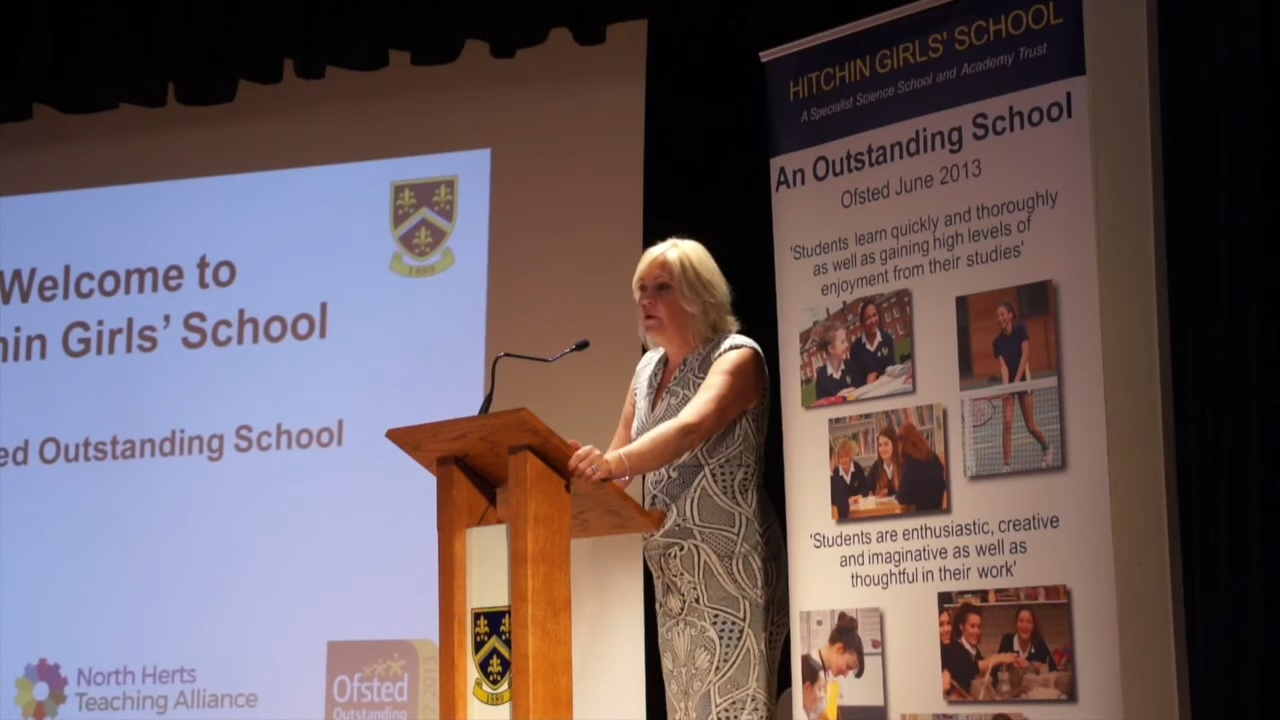 Welcome to
hin Girls' School
ed Outstanding School
North Herts
Teaching Alliance
Ofsted
Outstanding
2013
1889
HITCHIN GIRLS' SCHOOL
A Specialist Science School and Academy Trust
An Outstanding School
Ofsted June 2013
'Students learn quickly and thoroughly
as well as gaining high levels of
enjoyment from their studies'
'Students are enthusiastic, creative
and imaginative as well as
thoughtful in their work'